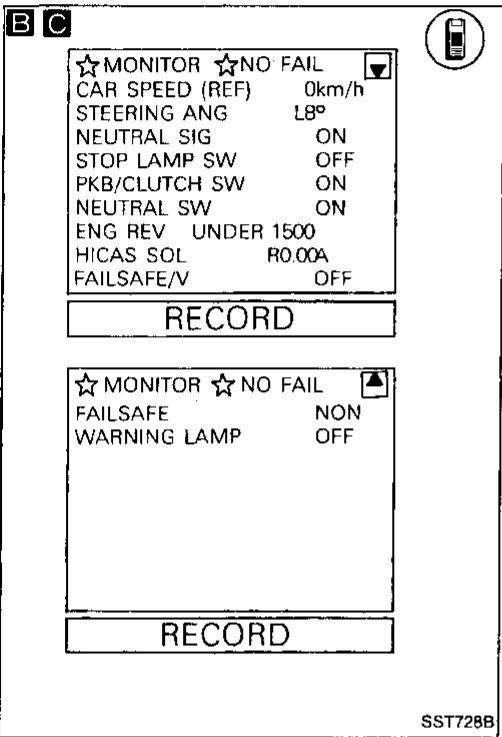 B C
☆MONITOR ☆NO FAIL ▼
CAR SPEED (REF) 0km/h
STEERING ANG L8°
NEUTRAL SIG ON
STOP LAMP SW OFF
PKB/CLUTCH SW ON
NEUTRAL SW ON
ENG REV UNDER 1500
HICAS SOL R0.00A
FAILSAFE/V OFF
RECORD
☆MONITOR ☆NO FAIL ▲
FAILSAFE NON
WARNING LAMP OFF
RECORD
SST728B